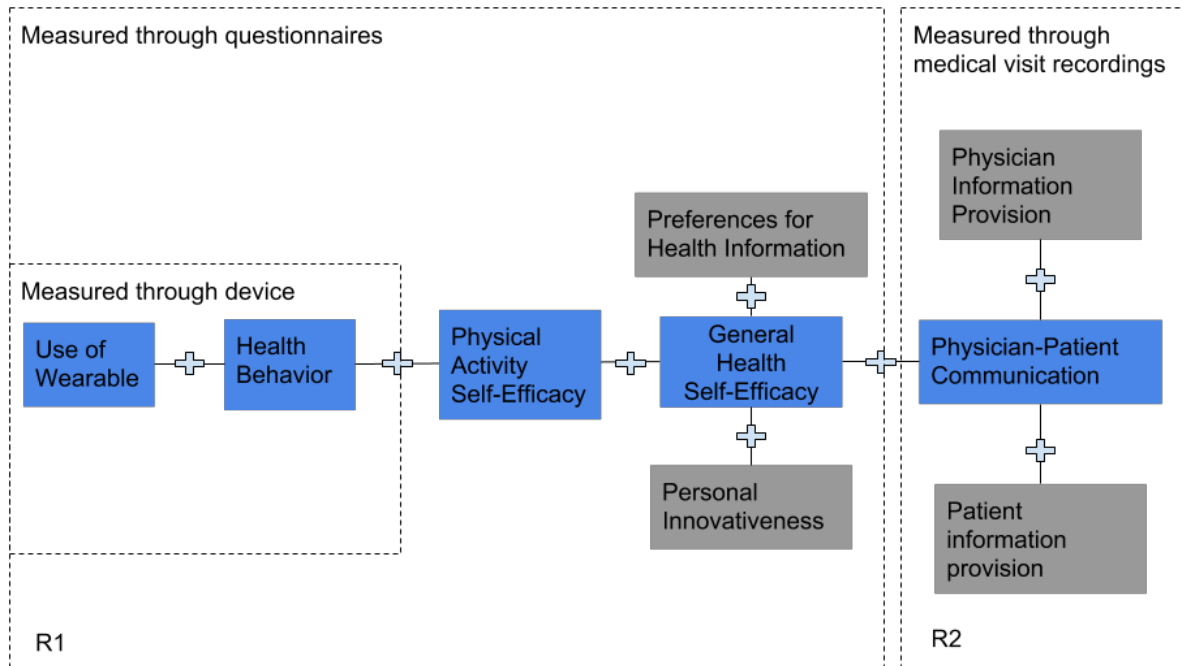 Measured through questionnaires
Measured through
medical visit recordings
Physician
Information
Provision
Preferences for
Health Information
Measured through device
Use of
Wearable
Health
Behavior
Physical
Activity
Self-Efficacy
General
Health
Self-Efficacy
Physician-Patient
Communication
Personal
Innovativeness
Patient
information
provision
R1
R2